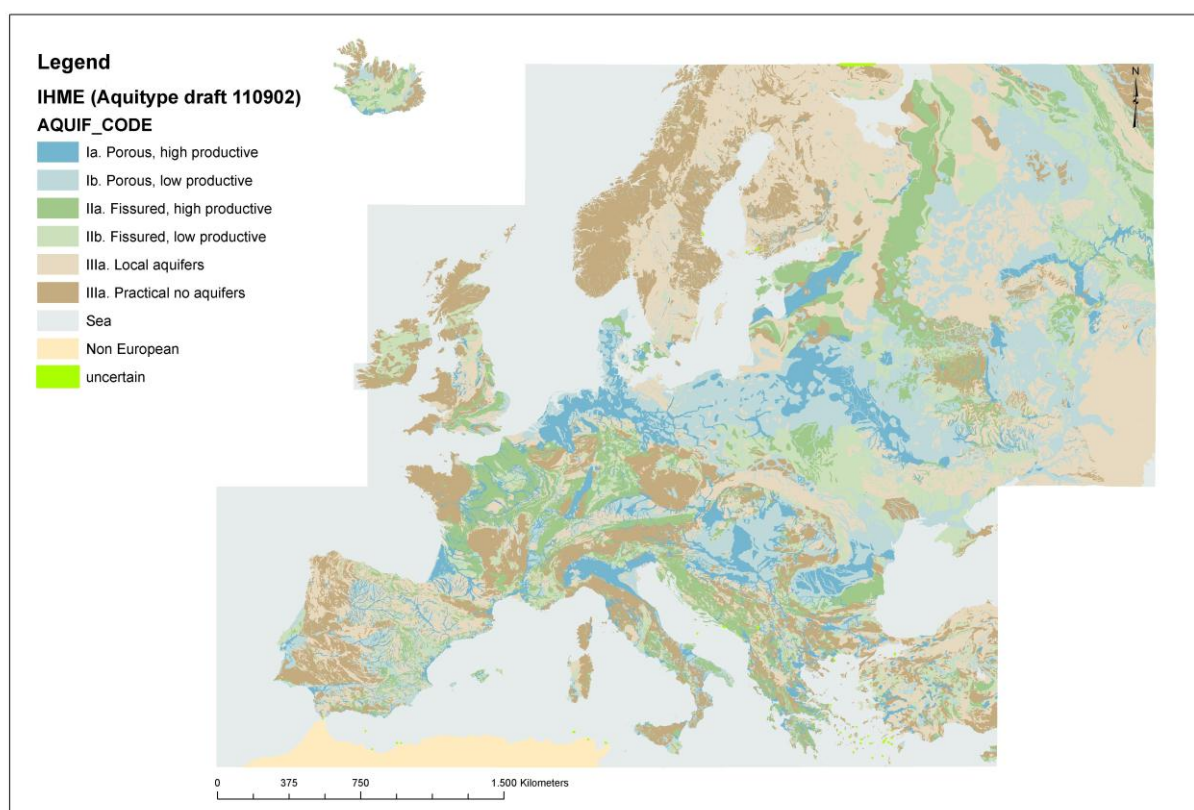 Legend
IHME (Aquitype draft 110902)
AQUIF_CODE
Ia. Porous, high productive
Ib. Porous, low productive
IIa. Fissured, high productive
IIb. Fissured, low productive
IIIa. Local aquifers
IIIa. Practical no aquifers
Sea
Non European
uncertain
N
0 375 750 1.500 Kilometers